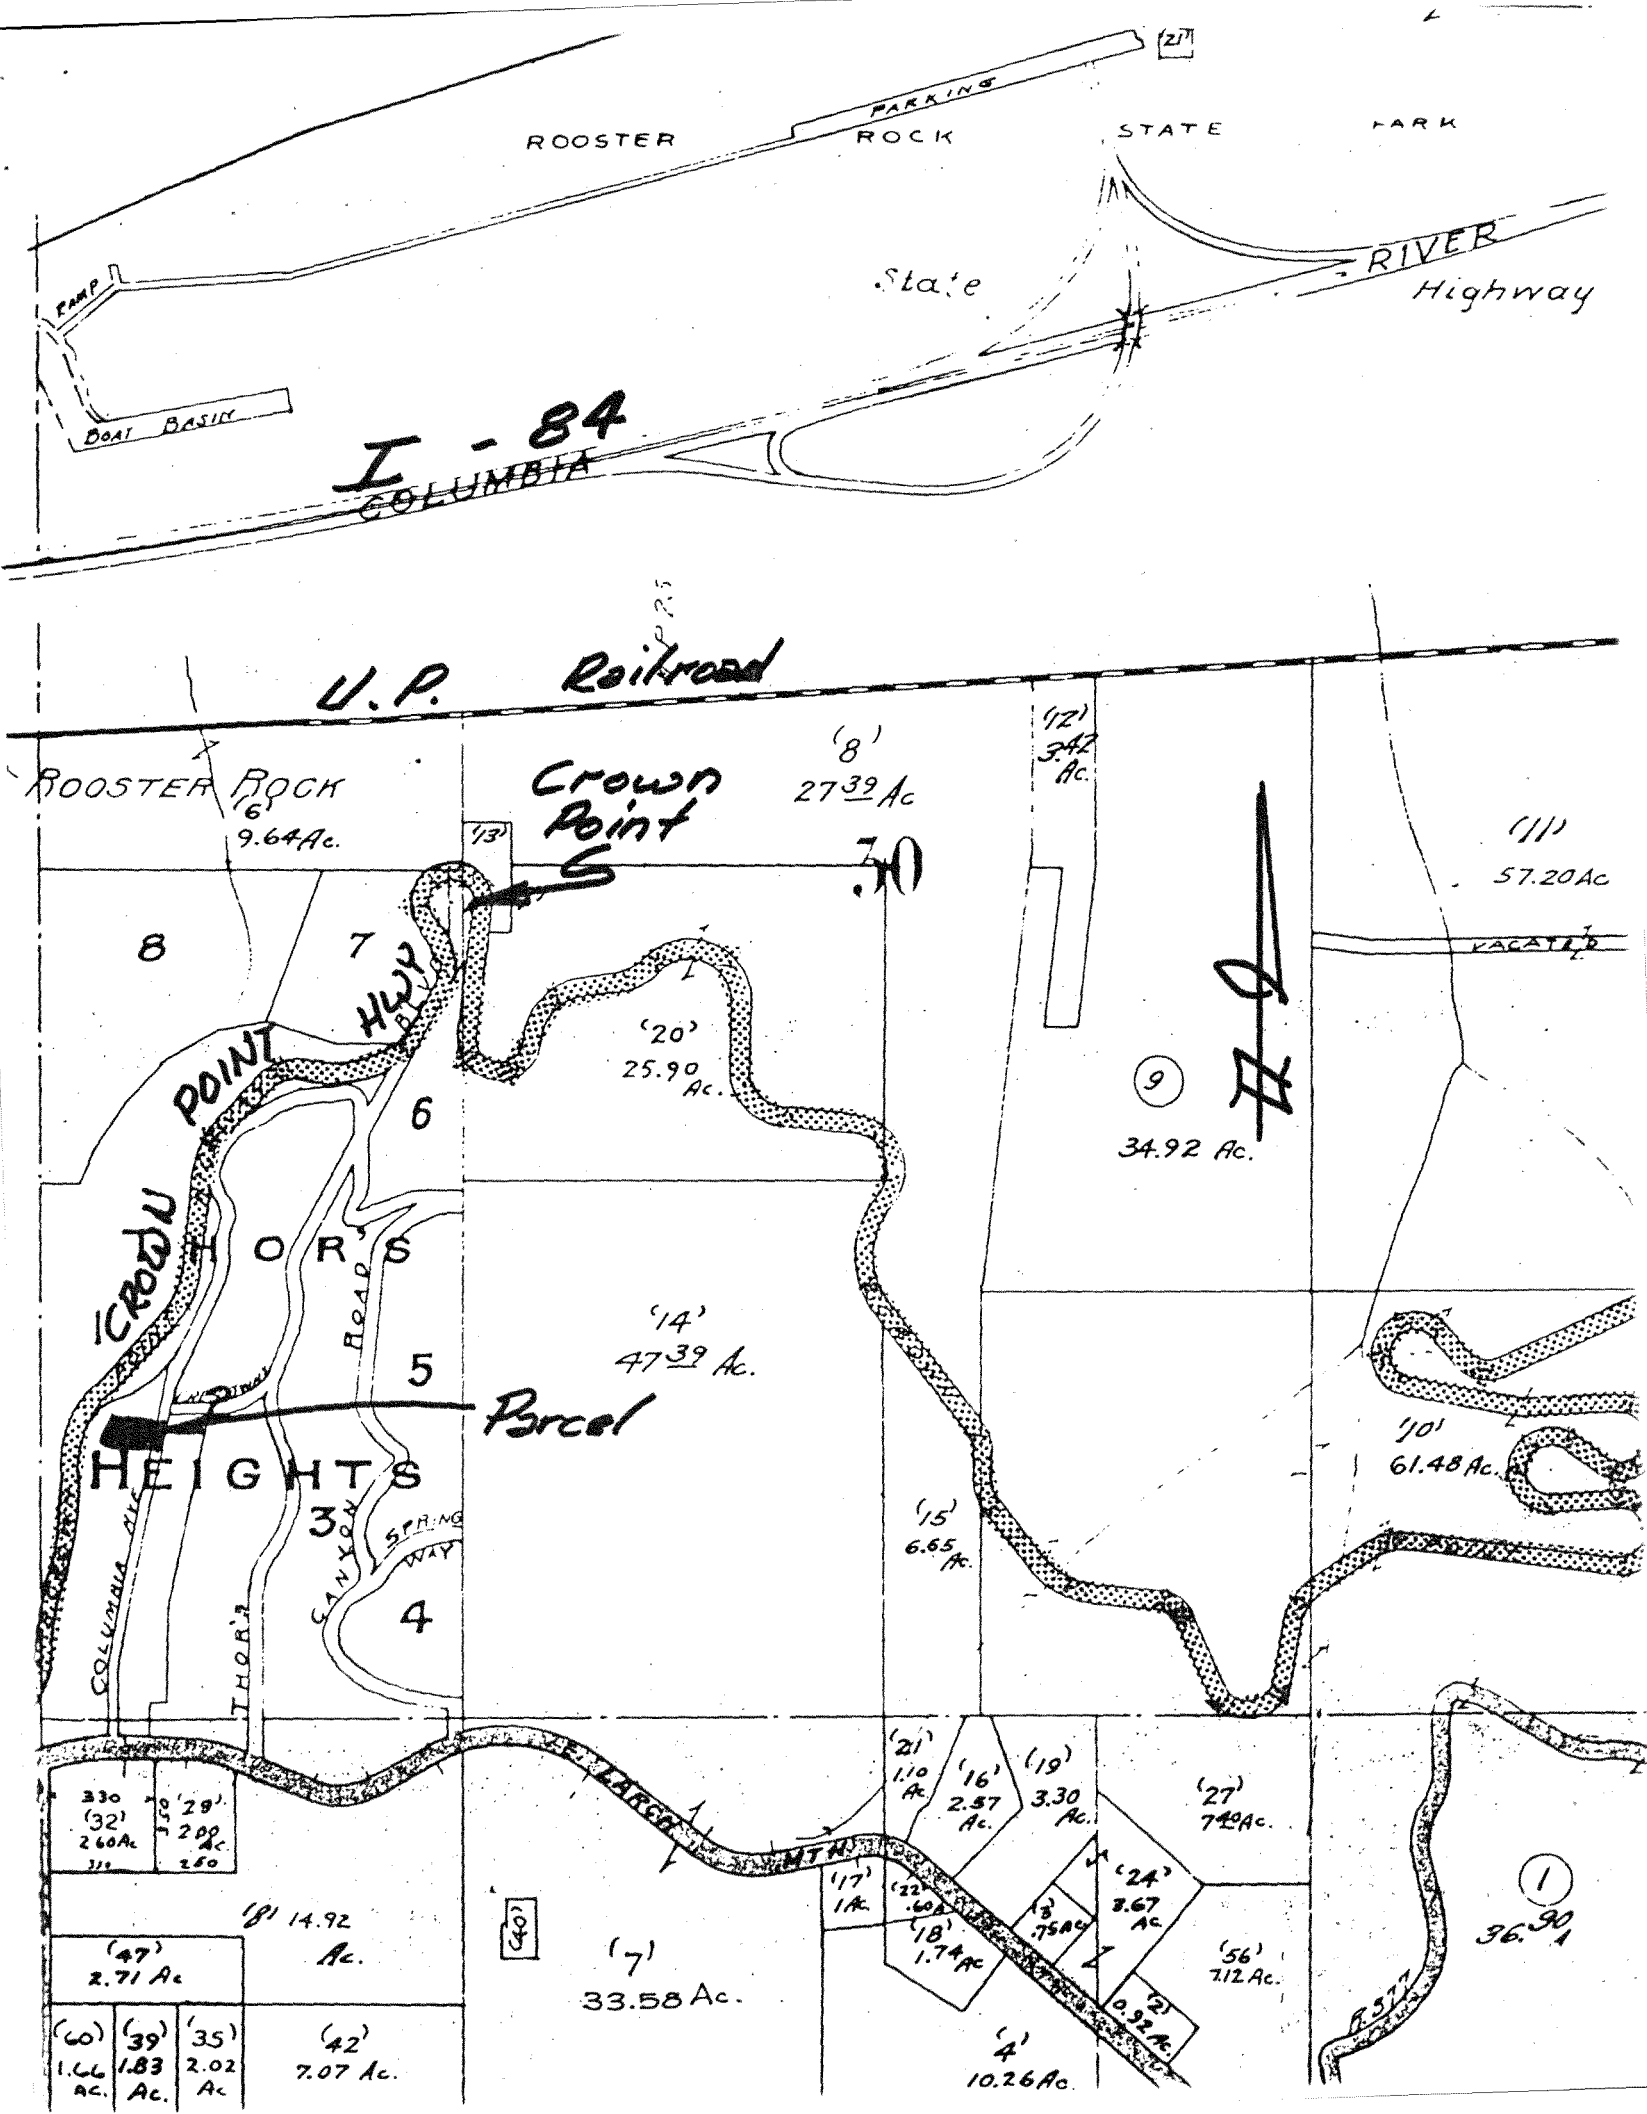 (21)
PARKING
ROOSTER ROCK STATE PARK
RIVER
State Highway
RAMP
BOAT BASIN
I - 84
COLUMBIA
U.P. Railroad
ROOSTER ROCK
(6)
9.64 Ac.
(13)
Crown
Point
(8)
27 39 Ac
30
(12)
3.42
Ac.
(11)
57.20 Ac
VACATED
8
7
CROWN POINT HWY
(20)
25.90
Ac.
9
34.92 Ac.
6
HOR'S
ROAD
(14)
47 39 Ac.
5
Parcel
HEIGHTS
(10)
61.48 Ac.
3
COLUMBIA AVE
THOR'S
CANYON
SPRING
WAY
4
(15)
6.65
Ac.
330
(32)
2.60 Ac
350
(29)
2.00
Ac.
260
LARCH
MTN
(21)
1.10
Ac
(16)
2.57
Ac.
(19)
3.30
Ac.
(27)
7.40 Ac.
(8) 14.92
Ac.
(40)
(7)
33.58 Ac.
(17)
1 Ac.
(22)
.60 A
(18)
1.74 Ac
.75 Ac
(24)
Ac
(56)
7.12 Ac.
(2)
0.92 Ac.
1
36.90
(47)
2.71 Ac
(60)
1.66
Ac.
(39)
1.83
Ac.
(35)
2.02
Ac
(42)
7.07 Ac.
(4)
10.26 Ac.